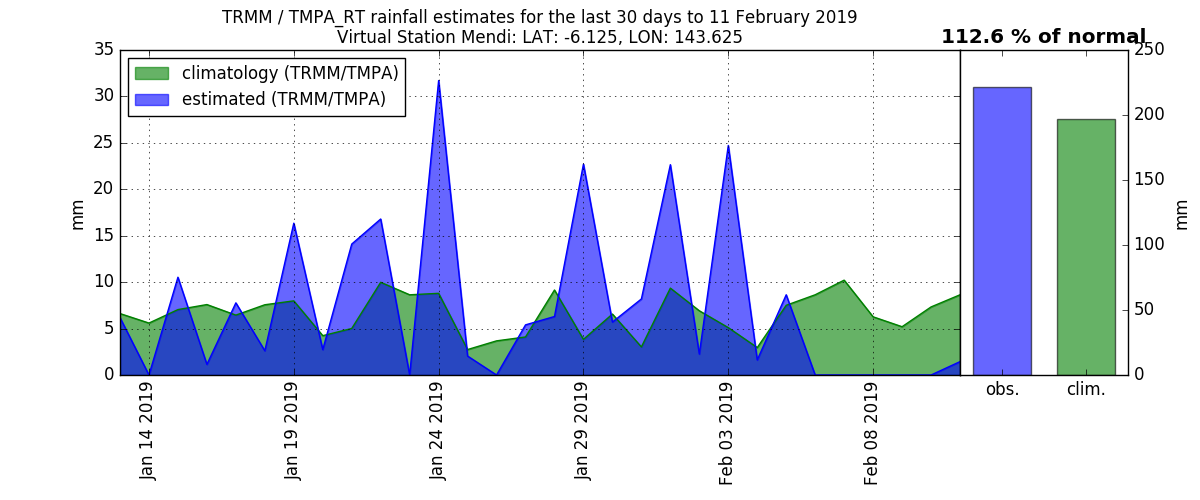 TRMM / TMPA_RT rainfall estimates for the last 30 days to 11 February 2019
Virtual Station Mendi: LAT: -6.125, LON: 143.625
112.6 % of normal
climatology (TRMM/TMPA)
estimated (TRMM/TMPA)
mm
35
30
25
20
15
10
5
0
Jan 14 2019
Jan 19 2019
Jan 24 2019
Jan 29 2019
Feb 03 2019
Feb 08 2019
250
200
150
100
50
0
mm
obs.
clim.